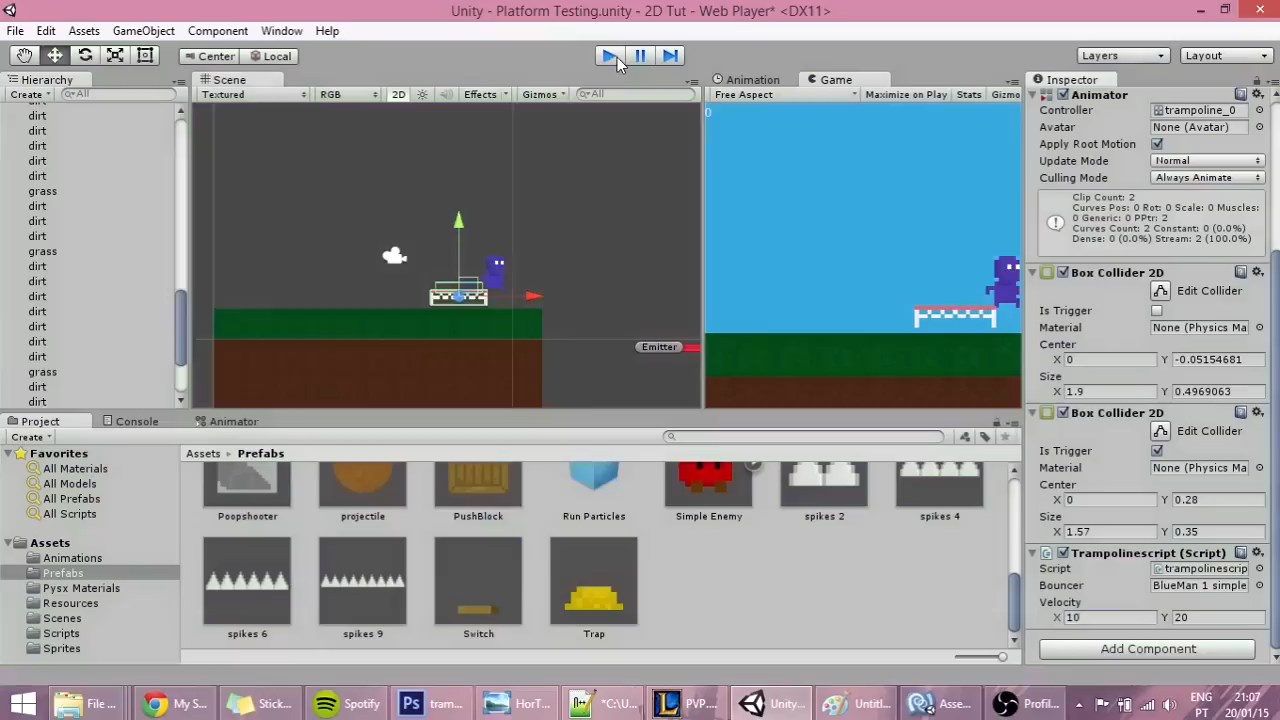 Unity - Platform Testing.unity - 2D Tut - Web Player* <DX11>
File Edit Assets GameObject Component Window Help
Center Local Layers Layout
Hierarchy Scene Animation Game Inspector
Create All Textured RGB 2D Effects Gizmos All Free Aspect Maximize on Play Stats Gizmo
Animator
0
Controller trampoline_0
dirt
Avatar None (Avatar)
dirt
Apply Root Motion
dirt
Update Mode Normal
dirt
Culling Mode Always Animate
dirt
grass
Clip Count: 2
Curves Pos: 0 Rot: 0 Scale: 0 Muscles:
0 Generic: 0 PPtr: 2
Curves Count: 2 Constant: 0 (0.0%)
Dense: 0 (0.0%) Stream: 2 (100.0%)
dirt
dirt
dirt
grass
dirt
Box Collider 2D
dirt
Edit Collider
dirt
Is Trigger
dirt
Material None (Physics Ma
dirt
Center
dirt
Emitter
X 0 Y -0.05154681
dirt
grass
Size
dirt
X 1.9 Y 0.4969063
dirt
Box Collider 2D
Project Console Animator
Edit Collider
Create
Is Trigger
Favorites
Assets Prefabs
All Materials
Material None (Physics Ma
All Models
Center
All Prefabs
X 0 Y 0.28
All Scripts
Poopshooter projectile PushBlock Run Particles Simple Enemy spikes 2 spikes 4
Size
X 1.57 Y 0.35
Assets
Trampolinescript (Script)
Animations
Script trampolinescrip
Prefabs
Bouncer BlueMan 1 simple
Pysx Materials
Velocity
Resources
X 10 Y 20
Scenes
Scripts
spikes 6 spikes 9 Switch Trap
Add Component
Sprites
File ... My S... Stick... Spotify tram... HorT... *C:\U... PVP.... Unity... Untitl... Asse... Profil...
ENG
PT
21:07
20/01/15